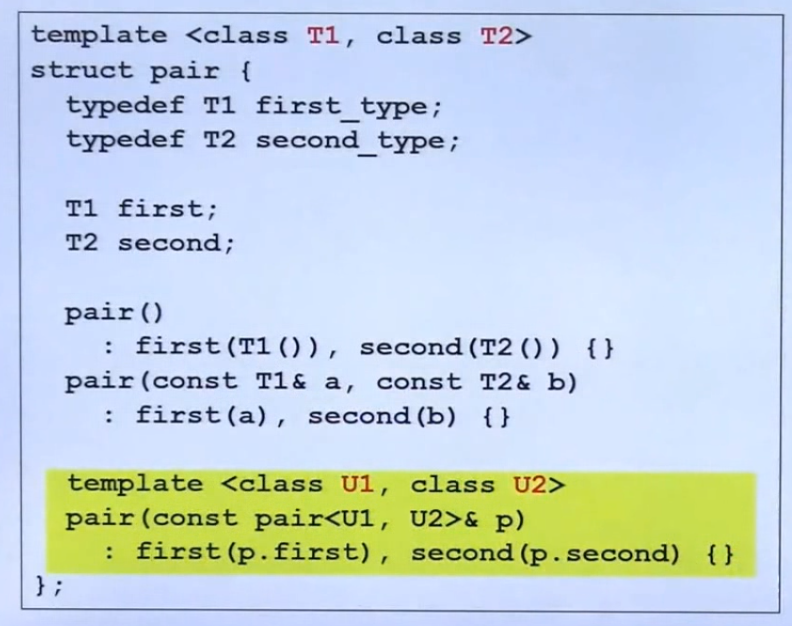 template <class T1, class T2>
struct pair {
  typedef T1 first_type;
  typedef T2 second_type;

  T1 first;
  T2 second;

  pair()
    : first(T1()), second(T2()) {}
  pair(const T1& a, const T2& b)
    : first(a), second(b) {}

  template <class U1, class U2>
  pair(const pair<U1, U2>& p)
    : first(p.first), second(p.second) {}
};